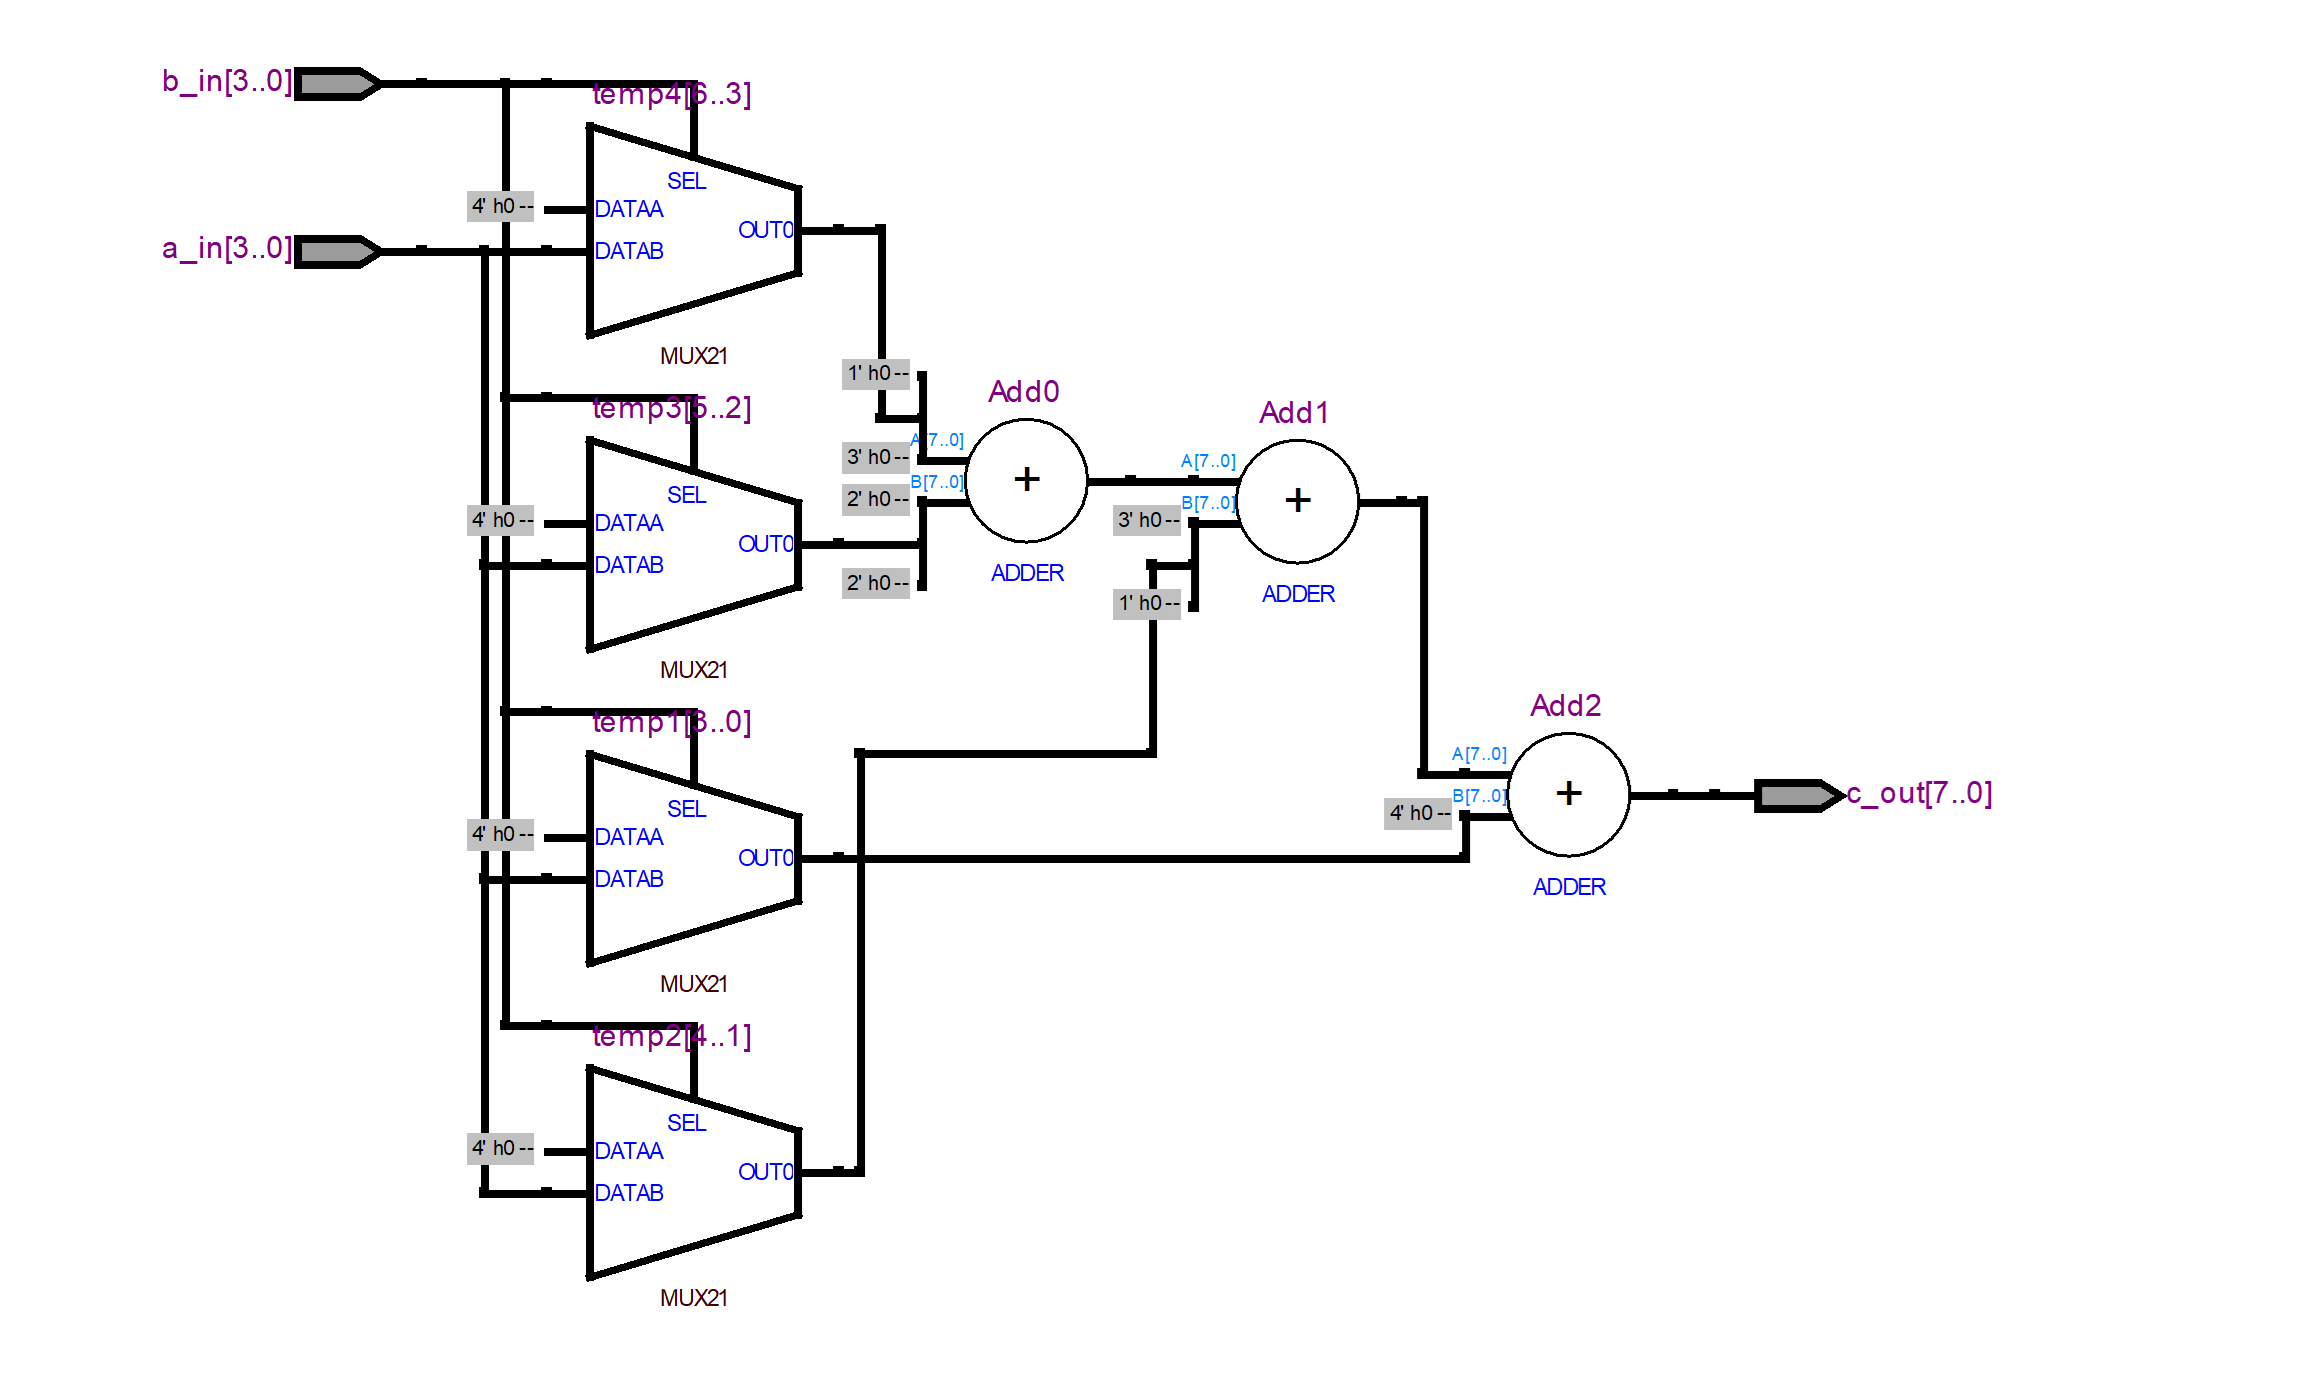 b_in[3..0]
temp4[6..3]
SEL
4' h0 --
DATAA
OUT0
a_in[3..0]
DATAB
MUX21
1' h0 --
temp3[5..2]
SEL
4' h0 --
DATAA
OUT0
DATAB
MUX21
Add0
A[7..0]
3' h0 --
B[7..0]
2' h0 --
+
2' h0 --
ADDER
Add1
A[7..0]
B[7..0]
3' h0 --
+
1' h0 --
ADDER
temp1[3..0]
SEL
4' h0 --
DATAA
OUT0
DATAB
MUX21
Add2
A[7..0]
B[7..0]
4' h0 --
+
c_out[7..0]
ADDER
temp2[4..1]
SEL
4' h0 --
DATAA
OUT0
DATAB
MUX21